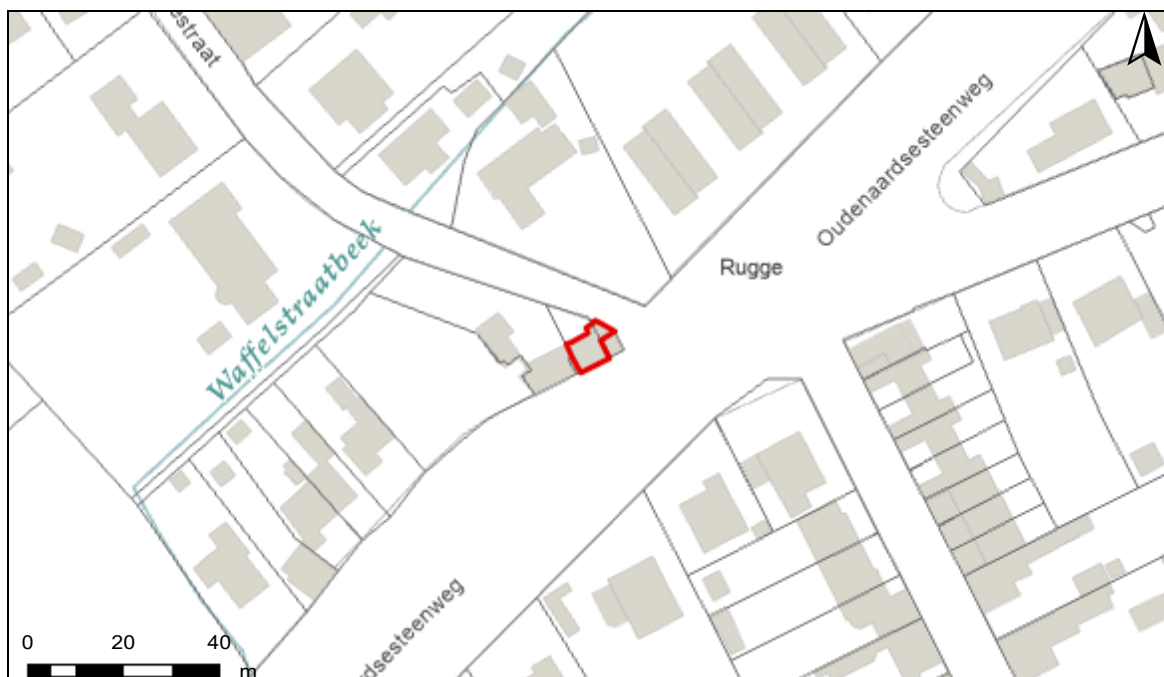 estraat
Oudenaardsesteenweg
Rugge
Waffelstraatbeek
rdsesteenweg
0 20 40
m